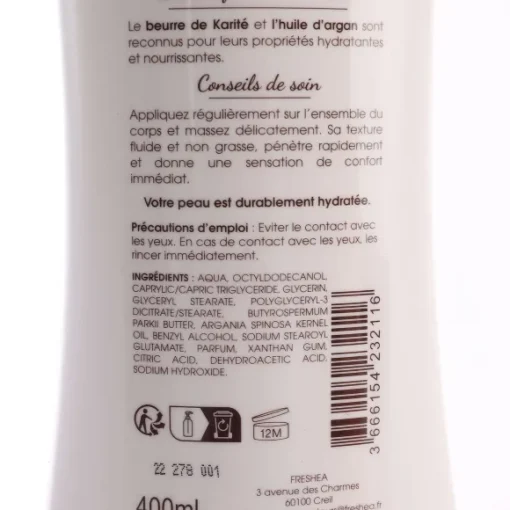 Le beurre de Karité et l'huile d'argan sont
reconnus pour leurs propriétés hydratantes
et nourrissantes.
Conseils de soin
Appliquez régulièrement sur l'ensemble du
corps et massez délicatement. Sa texture
fluide et non grasse, pénètre rapidement
et donne une sensation de confort
immédiat.
Votre peau est durablement hydratée.
Précautions d'emploi : Eviter le contact avec
les yeux. En cas de contact avec les yeux, les
rincer immédiatement.
INGRÉDIENTS : AQUA, OCTYLDODECANOL,
CAPRYLIC/CAPRIC TRIGLYCERIDE, GLYCERIN,
GLYCERYL STEARATE, POLYGLYCERYL-3
DICITRATE/STEARATE, BUTYROSPERMUM
PARKII BUTTER, ARGANIA SPINOSA KERNEL
OIL, BENZYL ALCOHOL, SODIUM STEAROYL
GLUTAMATE, PARFUM, XANTHAN GUM,
CITRIC ACID, DEHYDROACETIC ACID,
SODIUM HYDROXIDE.
3 666154 232116
12M
22 278 001
FRESHEA
3 avenue des Charmes
60100 Creil
400ml